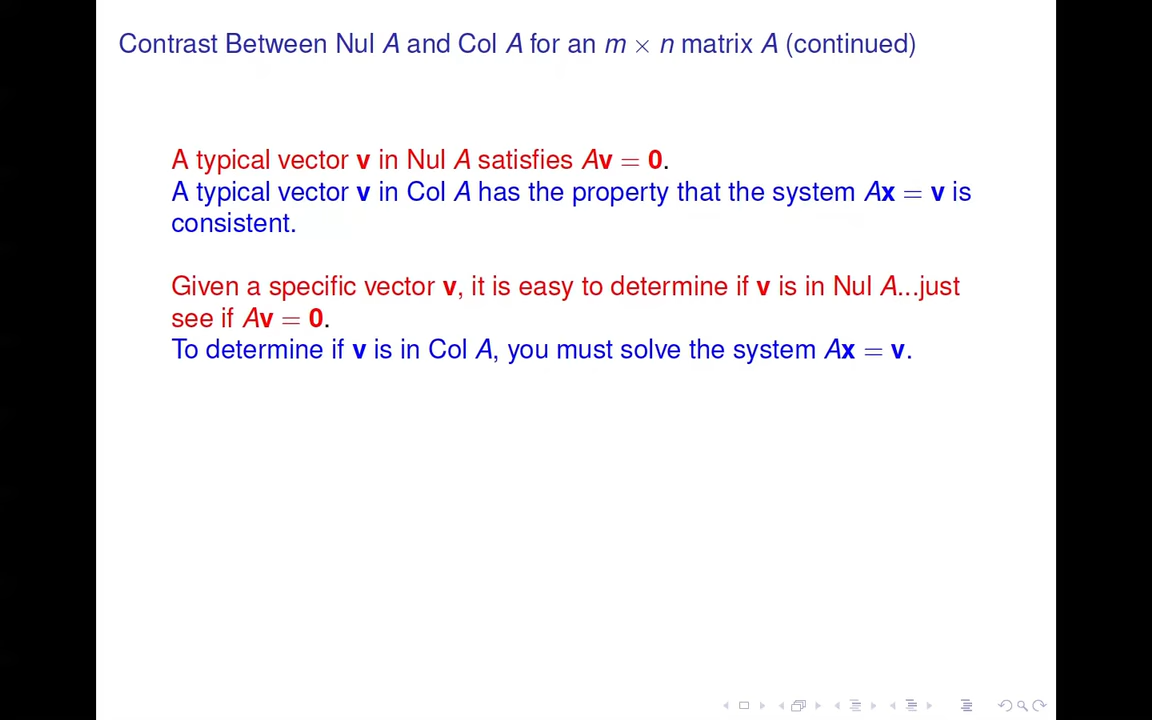 Contrast Between Nul A and Col A for an m × n matrix A (continued)
A typical vector v in Nul A satisfies Av = 0.
A typical vector v in Col A has the property that the system Ax = v is
consistent.
Given a specific vector v, it is easy to determine if v is in Nul A...just
see if Av = 0.
To determine if v is in Col A, you must solve the system Ax = v.